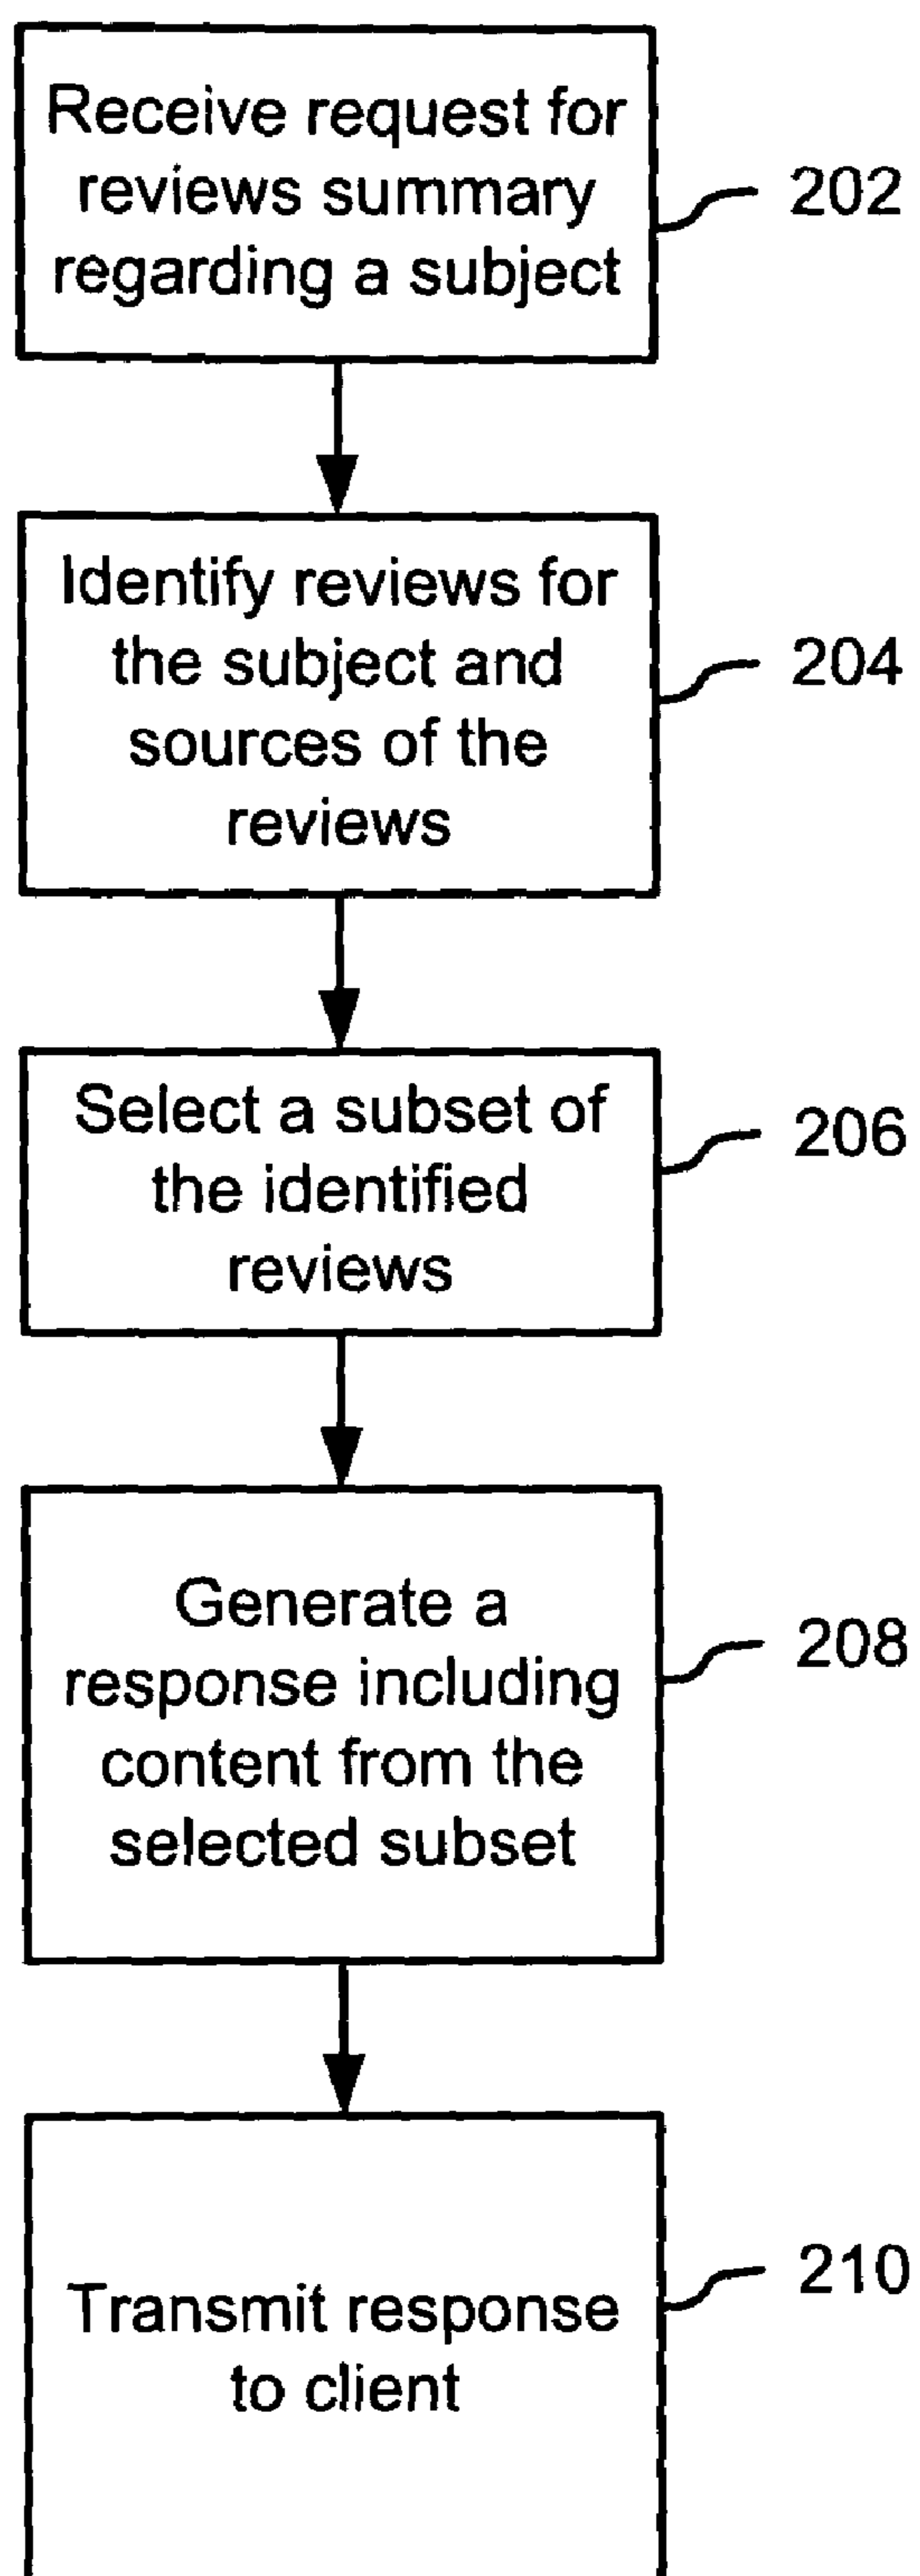 Receive request for
reviews summary
regarding a subject
202
Identify reviews for
the subject and
sources of the
reviews
204
Select a subset of
the identified
reviews
206
Generate a
response including
content from the
selected subset
208
Transmit response
to client
210